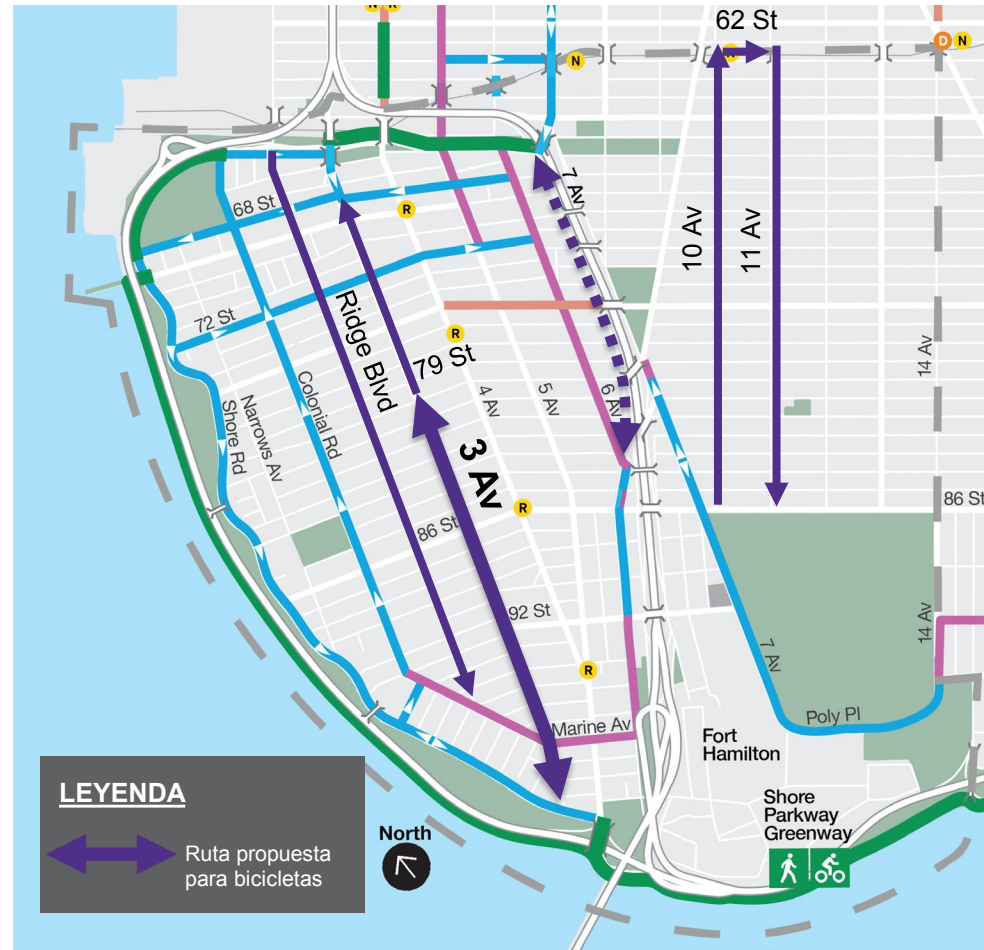 62 St
N
N
N
N
D
N
7 Av
68 St
R
10 Av
11 Av
Ridge Blvd
72 St
R
79 St
14 Av
Colonial Rd
Narrows Av
Shore Rd
4 Av
5 Av
6 Av
3 Av
R
86 St
86 St
92 St
14 Av
R
7 Av
Marine Av
Poly Pl
Fort
Hamilton
LEYENDA
Ruta propuesta
para bicicletas
North
Shore
Parkway
Greenway